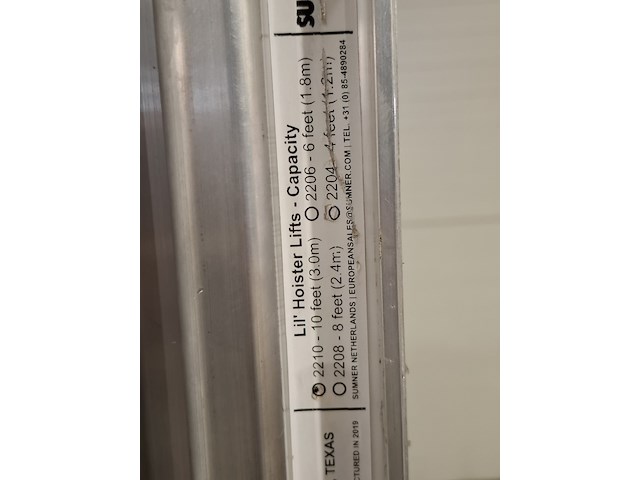 SU
Lil' Hoister Lifts - Capacity
2210 - 10 feet (3.0m) 2206 - 6 feet (1.8m)
2208 - 8 feet (2.4m) 2204 - 4 feet (1.2m)
SUMNER NETHERLANDS | EUROPEANSALES@SUMNER.COM | TEL. +31 (0) 85-4890284
, TEXAS
CTURED IN 2019